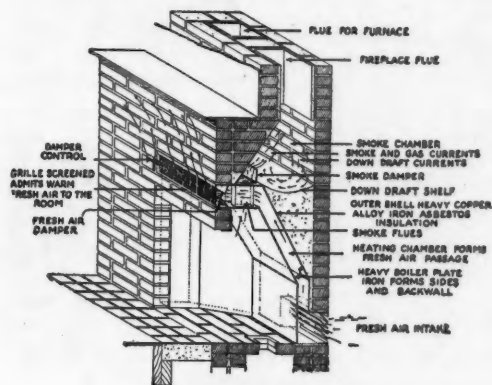 FLUE FOR FURNACE
FIREPLACE FLUE
DAMPER
CONTROL
GRILLE SCREENED
ADMITS WARM
FRESH AIR TO THE
ROOM
FRESH AIR
DAMPER
SMOKE CHAMBER
SMOKE AND GAS CURRENTS
DOWN DRAFT CURRENTS
SMOKE DAMPER
DOWN DRAFT SHELF
OUTER SHELL HEAVY COPPER
ALLOY IRON ASBESTOS
INSULATION
SMOKE FLUES
HEATING CHAMBER FORMS
FRESH AIR PASSAGE
HEAVY BOILER PLATE
IRON FORMS SIDES
AND BACKWALL
FRESH AIR INTAKE